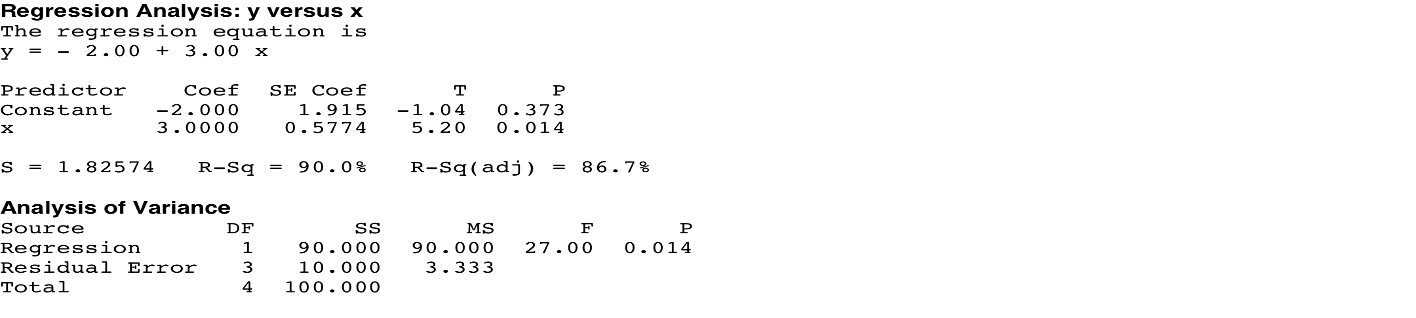 Regression Analysis: y versus x
The regression equation is
y = - 2.00 + 3.00 x
Predictor Coef SE Coef T P
Constant -2.000 1.915 -1.04 0.373
x 3.0000 0.5774 5.20 0.014
S = 1.82574 R-Sq = 90.0% R-Sq(adj) = 86.7%
Analysis of Variance
Source DF SS MS F P
Regression 1 90.000 90.000 27.00 0.014
Residual Error 3 10.000 3.333
Total 4 100.000